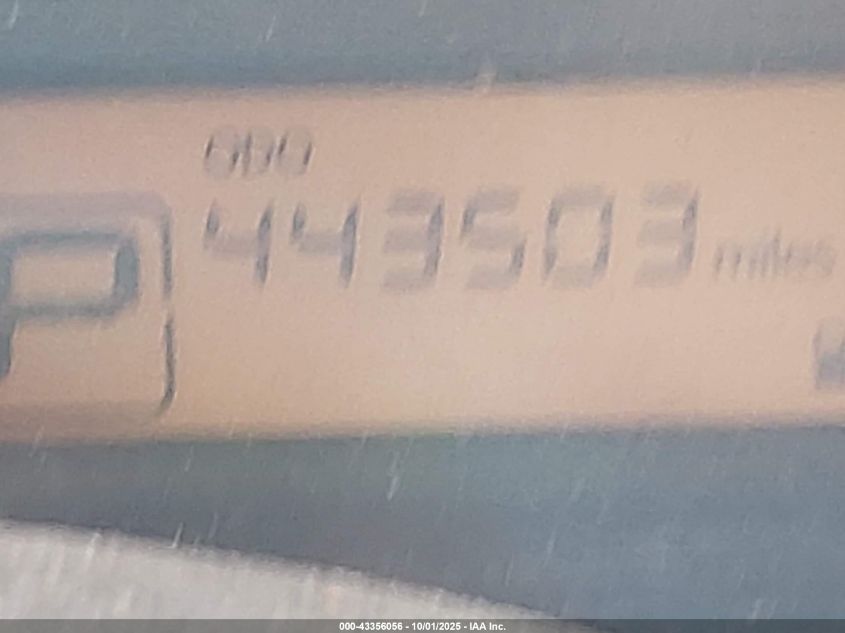 ODO
P
443503 miles
000-43356056 - 10/01/2025 - IAA Inc.